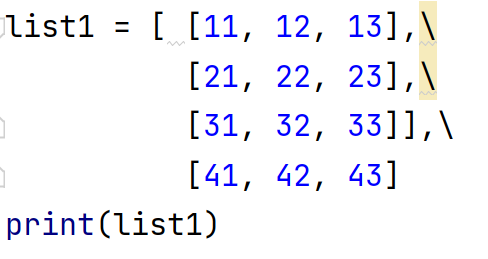 list1 = [ [11, 12, 13],\
[21, 22, 23],\
[31, 32, 33]],\
[41, 42, 43]
print(list1)